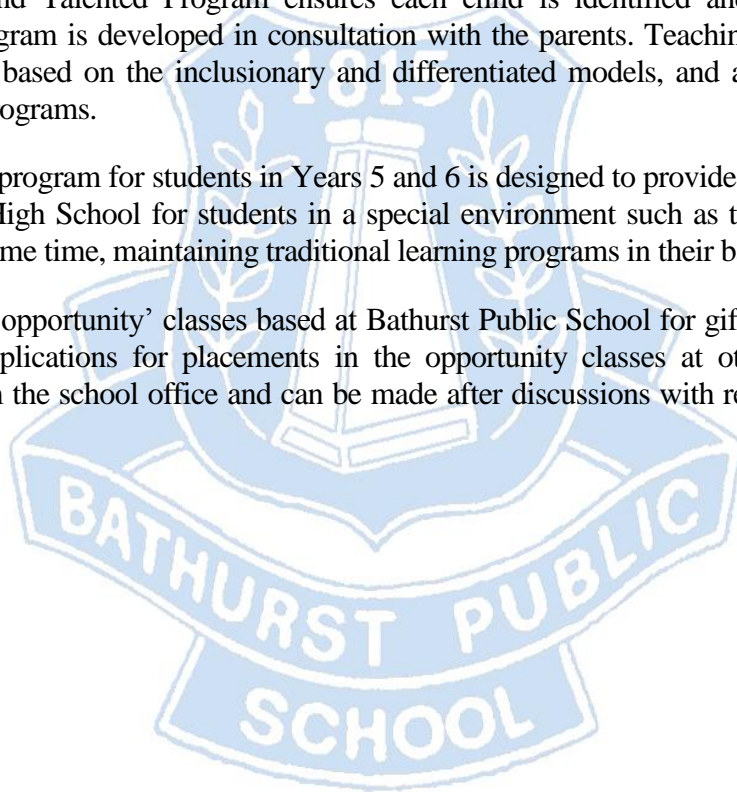 nd Talented Program ensures each child is identified an
gram is developed in consultation with the parents. Teachin
based on the inclusionary and differentiated models, and a
rograms.
program for students in Years 5 and 6 is designed to provide
High School for students in a special environment such as t
me time, maintaining traditional learning programs in their b
opportunity’ classes based at Bathurst Public School for gif
plications for placements in the opportunity classes at ot
n the school office and can be made after discussions with re
1815
BATHURST PUBLIC
SCHOOL